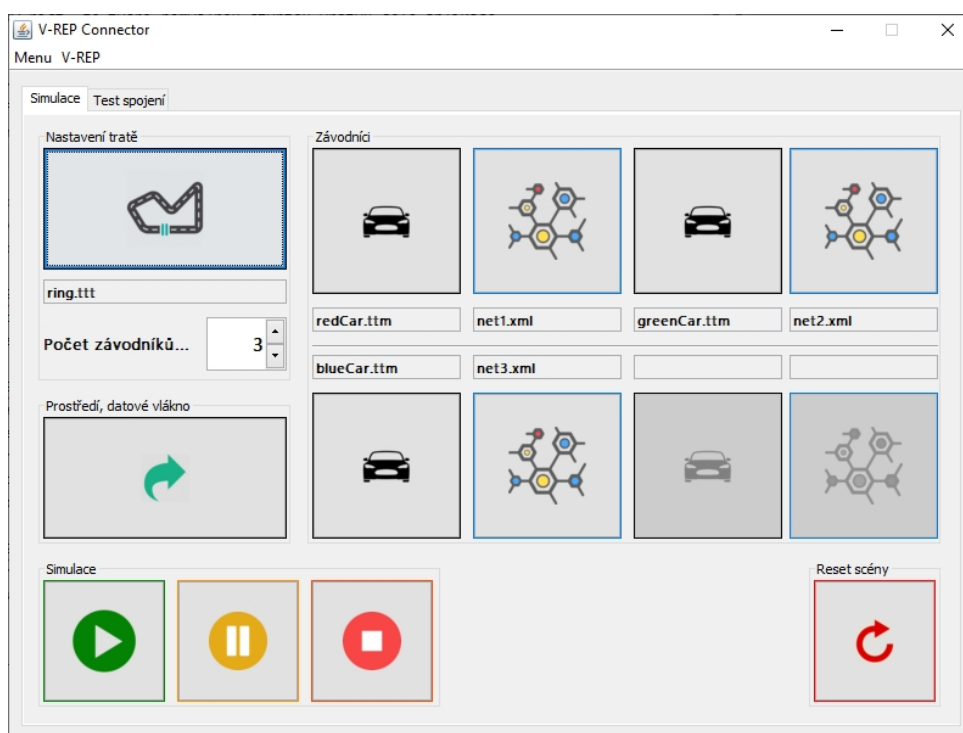 V-REP Connector
Menu V-REP
Simulace Test spojení
Nastavení tratě
ring.ttt
Počet závodníků... 3
Prostředí, datové vlákno
Závodníci
redCar.ttm net1.xml greenCar.ttm net2.xml
blueCar.ttm net3.xml
Simulace
Reset scény